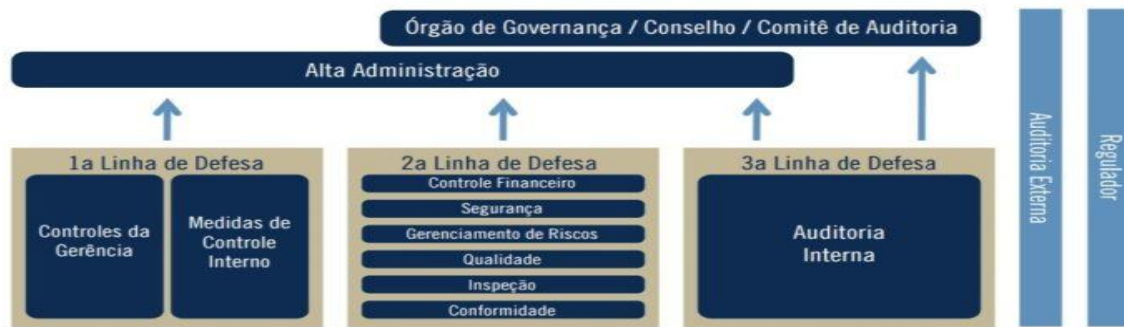 Órgão de Governança / Conselho / Comitê de Auditoria
Alta Administração
1a Linha de Defesa
Controles da
Gerência
Medidas de
Controle
Interno
2a Linha de Defesa
Controle Financeiro
Segurança
Gerenciamento de Riscos
Qualidade
Inspeção
Conformidade
3a Linha de Defesa
Auditoria
Interna
Auditoria Externa
Regulador